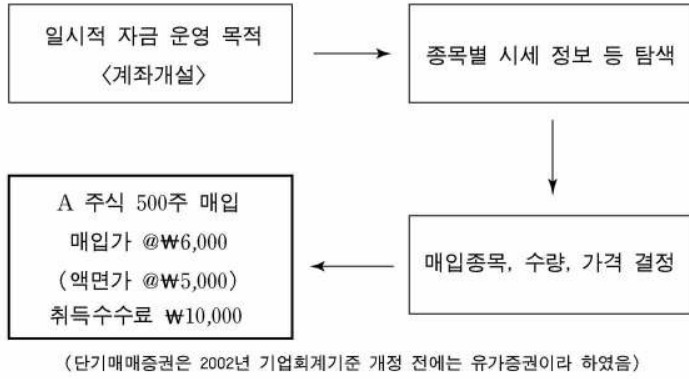 일시적 자금 운영 목적
〈계좌개설〉
종목별 시세 정보 등 탐색
매입종목, 수량, 가격 결정
A 주식 500주 매입
매입가 @₩6,000
(액면가 @₩5,000)
취득수수료 ₩10,000
(단기매매증권은 2002년 기업회계기준 개정 전에는 유가증권이라 하였음)